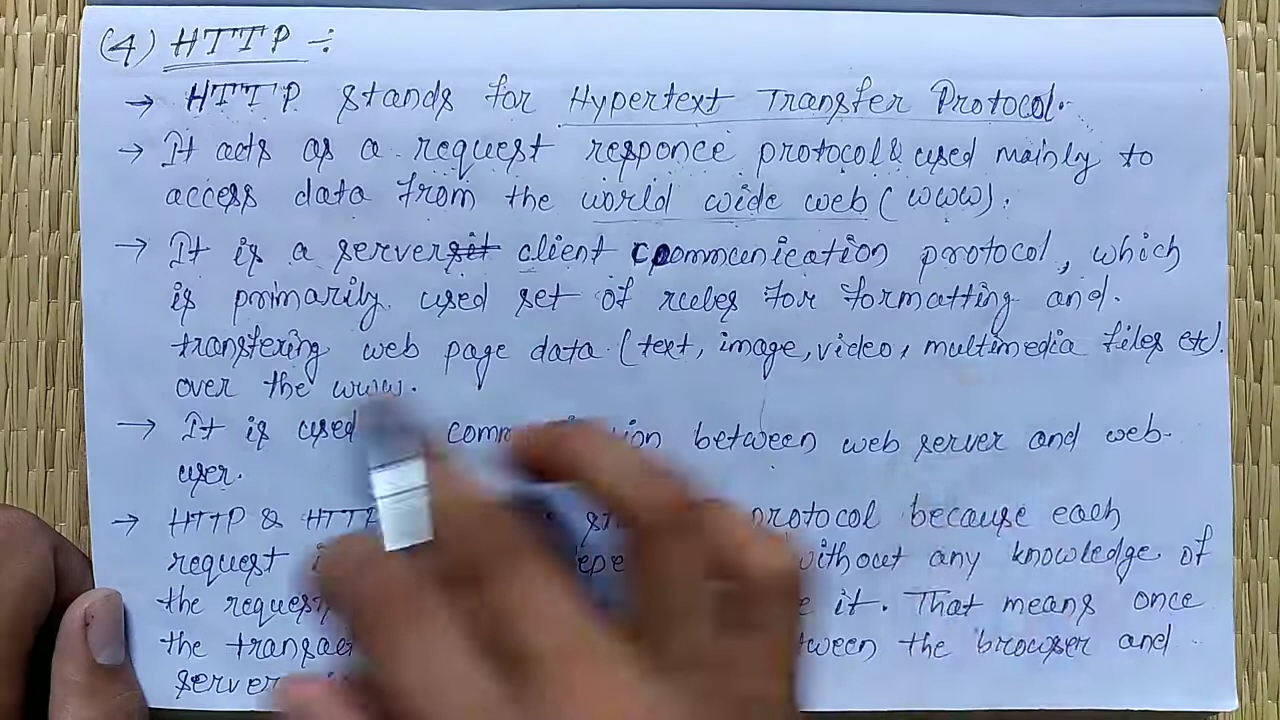 (4) HTTP ÷
→ HTTP stands for Hypertext Transfer Protocol.
→ It acts as a request responce protocol & used mainly to
access data from the world wide web (www).
→ It is a server client communication protocol, which
is primarily used set of rules for formatting and
transfering web page data (text, image, video, multimedia files etc).
over the www.
→ It is used between web server and web
user.
→ HTTP & protocol because each
request without any knowledge of
the it. That means once
the the browser and
server